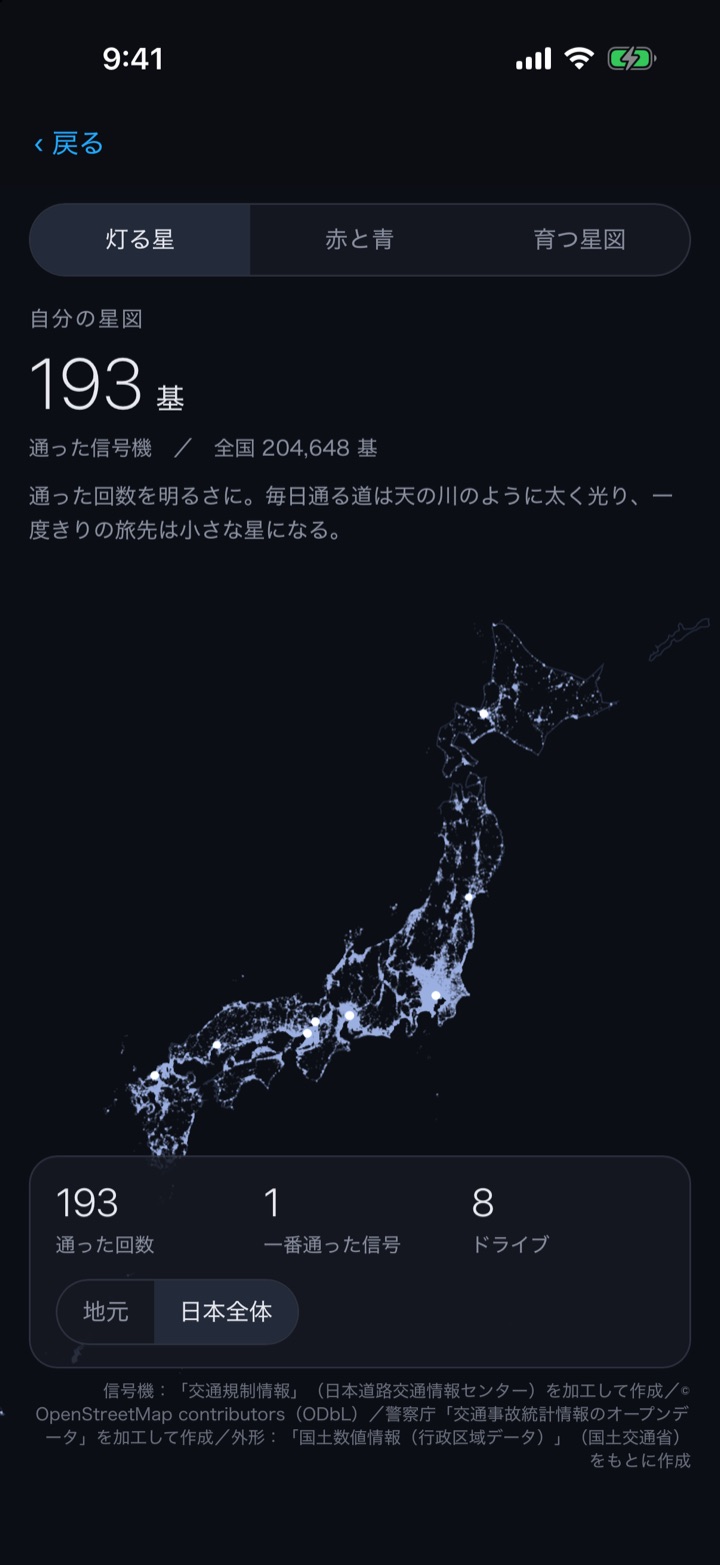 9:41
‹ 戻る
灯る星 赤と青 育つ星図
自分の星図
193 基
通った信号機 ／ 全国 204,648 基
通った回数を明るさに。毎日通る道は天の川のように太く光り、一
度きりの旅先は小さな星になる。
193 1 8
通った回数 一番通った信号 ドライブ
地元 日本全体
信号機：「交通規制情報」（日本道路交通情報センター）を加工して作成／©
OpenStreetMap contributors（ODbL）／警察庁「交通事故統計情報のオープンデ
ータ」を加工して作成／外形：「国土数値情報（行政区域データ）」（国土交通省）
をもとに作成